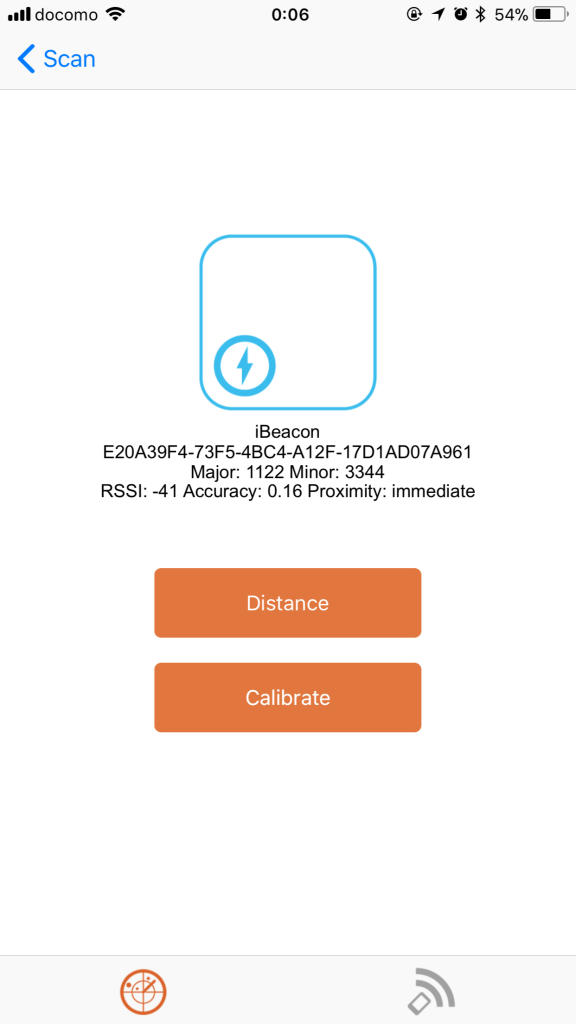 docomo 0:06 54%
Scan
iBeacon
E20A39F4-73F5-4BC4-A12F-17D1AD07A961
Major: 1122 Minor: 3344
RSSI: -41 Accuracy: 0.16 Proximity: immediate
Distance
Calibrate